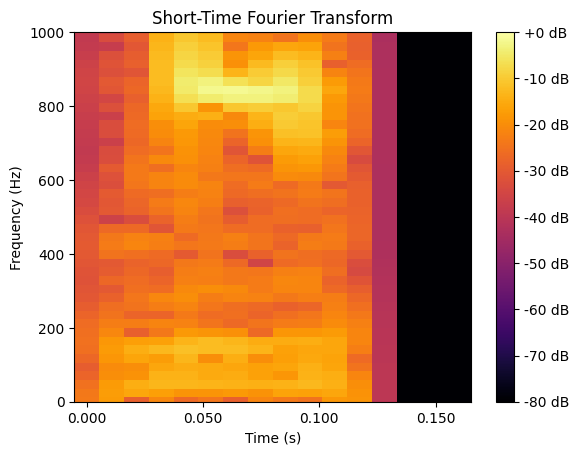 Short-Time Fourier Transform
1000
800
600
400
200
0
Frequency (Hz)
0.000
0.050
0.100
0.150
Time (s)
+0 dB
-10 dB
-20 dB
-30 dB
-40 dB
-50 dB
-60 dB
-70 dB
-80 dB